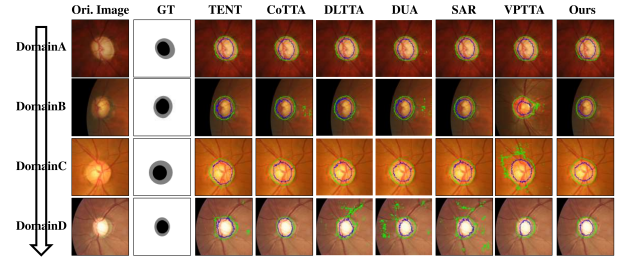 Ori. Image GT TENT CoTTA DLTTA DUA SAR VPTTA Ours
DomainA
DomainB
DomainC
DomainD